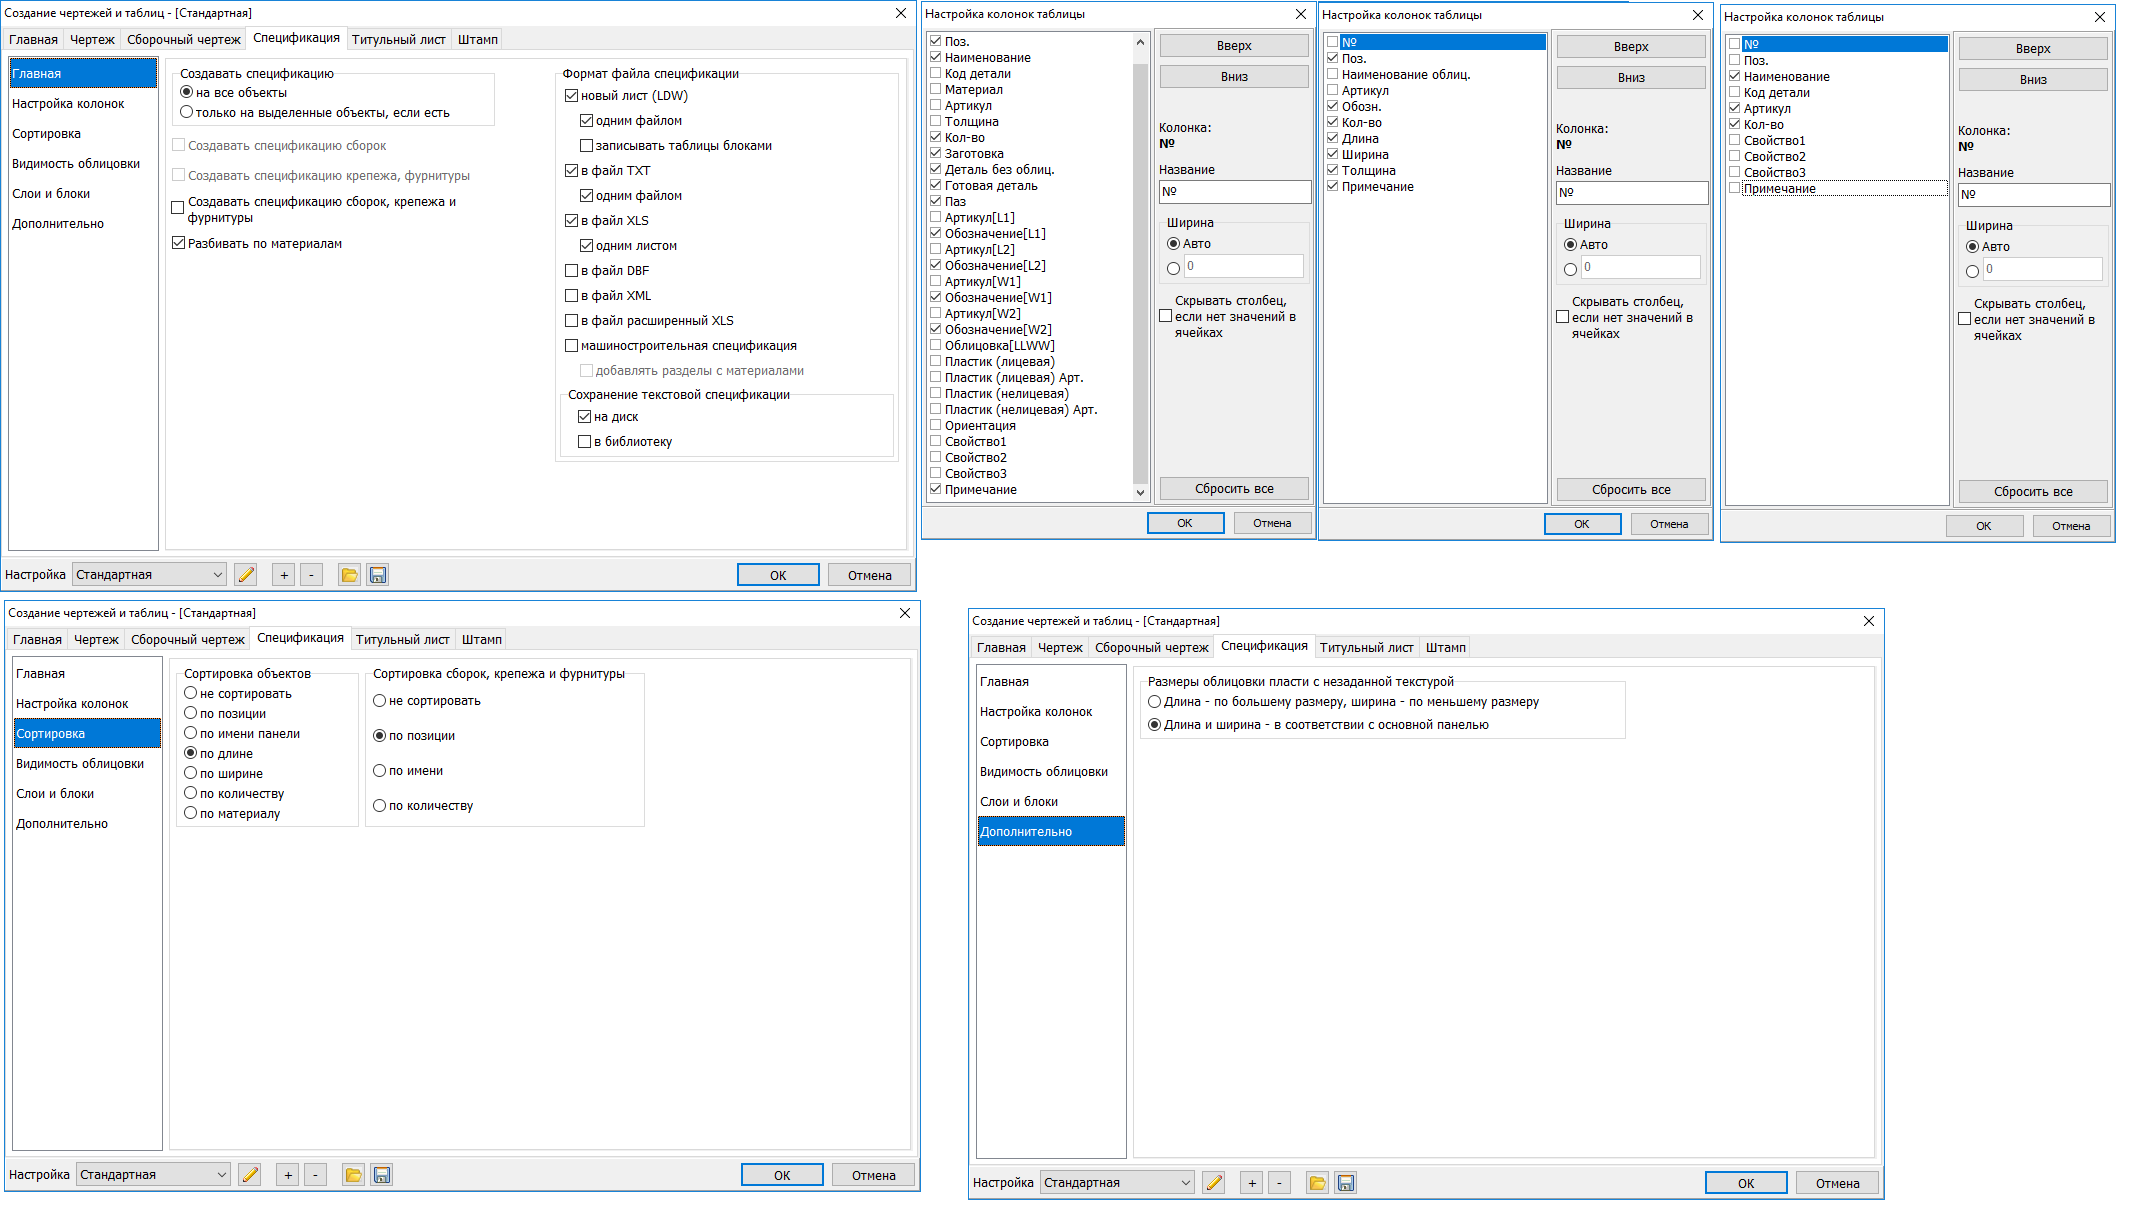 Создание чертежей и таблиц - [Стандартная]
Главная
Чертеж
Сборочный чертеж
Спецификация
Титульный лист
Штамп
Главная
Настройка колонок
Сортировка
Видимость облицовки
Слои и блоки
Дополнительно
Создавать спецификацию
на все объекты
только на выделенные объекты, если есть
Создавать спецификацию сборок
Создавать спецификацию крепежа, фурнитуры
Создавать спецификацию сборок, крепежа и
фурнитуры
Разбивать по материалам
Формат файла спецификации
новый лист (LDW)
одним файлом
записывать таблицы блоками
в файл TXT
одним файлом
в файл XLS
одним листом
в файл DBF
в файл XML
в файл расширенный XLS
машиностроительная спецификация
добавлять разделы с материалами
Сохранение текстовой спецификации
на диск
в библиотеку
Настройка
Стандартная
+
-
ОК
Отмена
Настройка колонок таблицы
Поз.
Наименование
Код детали
Материал
Артикул
Толщина
Кол-во
Заготовка
Деталь без облиц.
Готовая деталь
Паз
Артикул[L1]
Обозначение[L1]
Артикул[L2]
Обозначение[L2]
Артикул[W1]
Обозначение[W1]
Артикул[W2]
Обозначение[W2]
Облицовка[LLWW]
Пластик (лицевая)
Пластик (лицевая) Арт.
Пластик (нелицевая)
Пластик (нелицевая) Арт.
Ориентация
Свойство1
Свойство2
Свойство3
Примечание
Вверх
Вниз
Колонка:
№
Название
№
Ширина
Авто
0
Скрывать столбец,
если нет значений в
ячейках
Сбросить все
ОК
Отмена
Настройка колонок таблицы
№
Поз.
Наименование облиц.
Артикул
Обозн.
Кол-во
Длина
Ширина
Толщина
Примечание
Вверх
Вниз
Колонка:
№
Название
№
Ширина
Авто
0
Скрывать столбец,
если нет значений в
ячейках
Сбросить все
ОК
Отмена
Настройка колонок таблицы
№
Поз.
Наименование
Код детали
Артикул
Кол-во
Свойство1
Свойство2
Свойство3
Примечание
Вверх
Вниз
Колонка:
№
Название
№
Ширина
Авто
0
Скрывать столбец,
если нет значений в
ячейках
Сбросить все
ОК
Отмена
Создание чертежей и таблиц - [Стандартная]
Главная
Чертеж
Сборочный чертеж
Спецификация
Титульный лист
Штамп
Главная
Настройка колонок
Сортировка
Видимость облицовки
Слои и блоки
Дополнительно
Сортировка объектов
не сортировать
по позиции
по имени панели
по длине
по ширине
по количеству
по материалу
Сортировка сборок, крепежа и фурнитуры
не сортировать
по позиции
по имени
по количеству
Настройка
Стандартная
+
-
ОК
Отмена
Создание чертежей и таблиц - [Стандартная]
Главная
Чертеж
Сборочный чертеж
Спецификация
Титульный лист
Штамп
Главная
Настройка колонок
Сортировка
Видимость облицовки
Слои и блоки
Дополнительно
Размеры облицовки пласти с незаданной текстурой
Длина - по большему размеру, ширина - по меньшему размеру
Длина и ширина - в соответствии с основной панелью
Настройка
Стандартная
+
-
ОК
Отмена